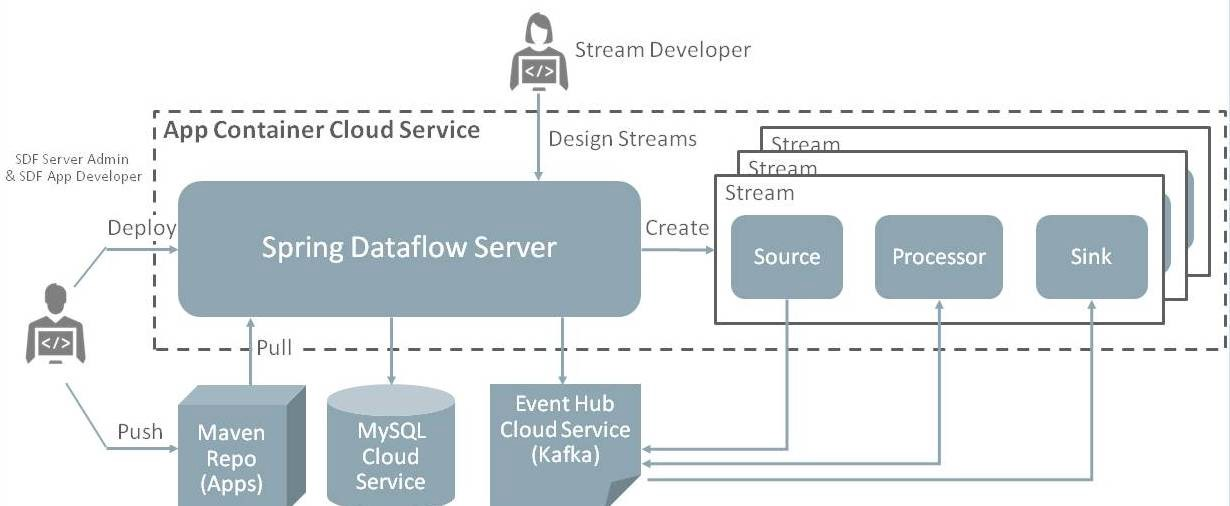 Stream Developer
App Container Cloud Service
Design Streams
SDF Server Admin
& SDF App Developer
Stream
Stream
Stream
Deploy
Spring Dataflow Server
Create
Source
Processor
Sink
</>
</>
Pull
Push
Maven
Repo
(Apps)
MySQL
Cloud
Service
Event Hub
Cloud Service
(Kafka)